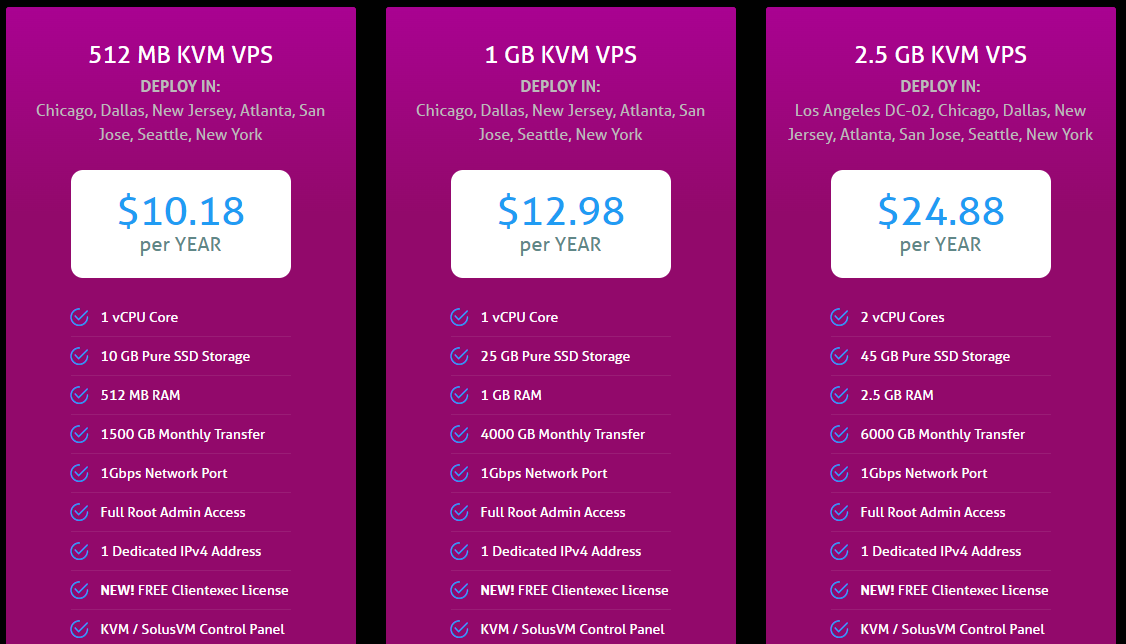 512 MB KVM VPS
DEPLOY IN:
Chicago, Dallas, New Jersey, Atlanta, San
Jose, Seattle, New York
$10.18
per YEAR
1 vCPU Core
10 GB Pure SSD Storage
512 MB RAM
1500 GB Monthly Transfer
1Gbps Network Port
Full Root Admin Access
1 Dedicated IPv4 Address
NEW! FREE Clientexec License
KVM / SolusVM Control Panel
1 GB KVM VPS
DEPLOY IN:
Chicago, Dallas, New Jersey, Atlanta, San
Jose, Seattle, New York
$12.98
per YEAR
1 vCPU Core
25 GB Pure SSD Storage
1 GB RAM
4000 GB Monthly Transfer
1Gbps Network Port
Full Root Admin Access
1 Dedicated IPv4 Address
NEW! FREE Clientexec License
KVM / SolusVM Control Panel
2.5 GB KVM VPS
DEPLOY IN:
Los Angeles DC-02, Chicago, Dallas, New
Jersey, Atlanta, San Jose, Seattle, New York
$24.88
per YEAR
2 vCPU Cores
45 GB Pure SSD Storage
2.5 GB RAM
6000 GB Monthly Transfer
1Gbps Network Port
Full Root Admin Access
1 Dedicated IPv4 Address
NEW! FREE Clientexec License
KVM / SolusVM Control Panel